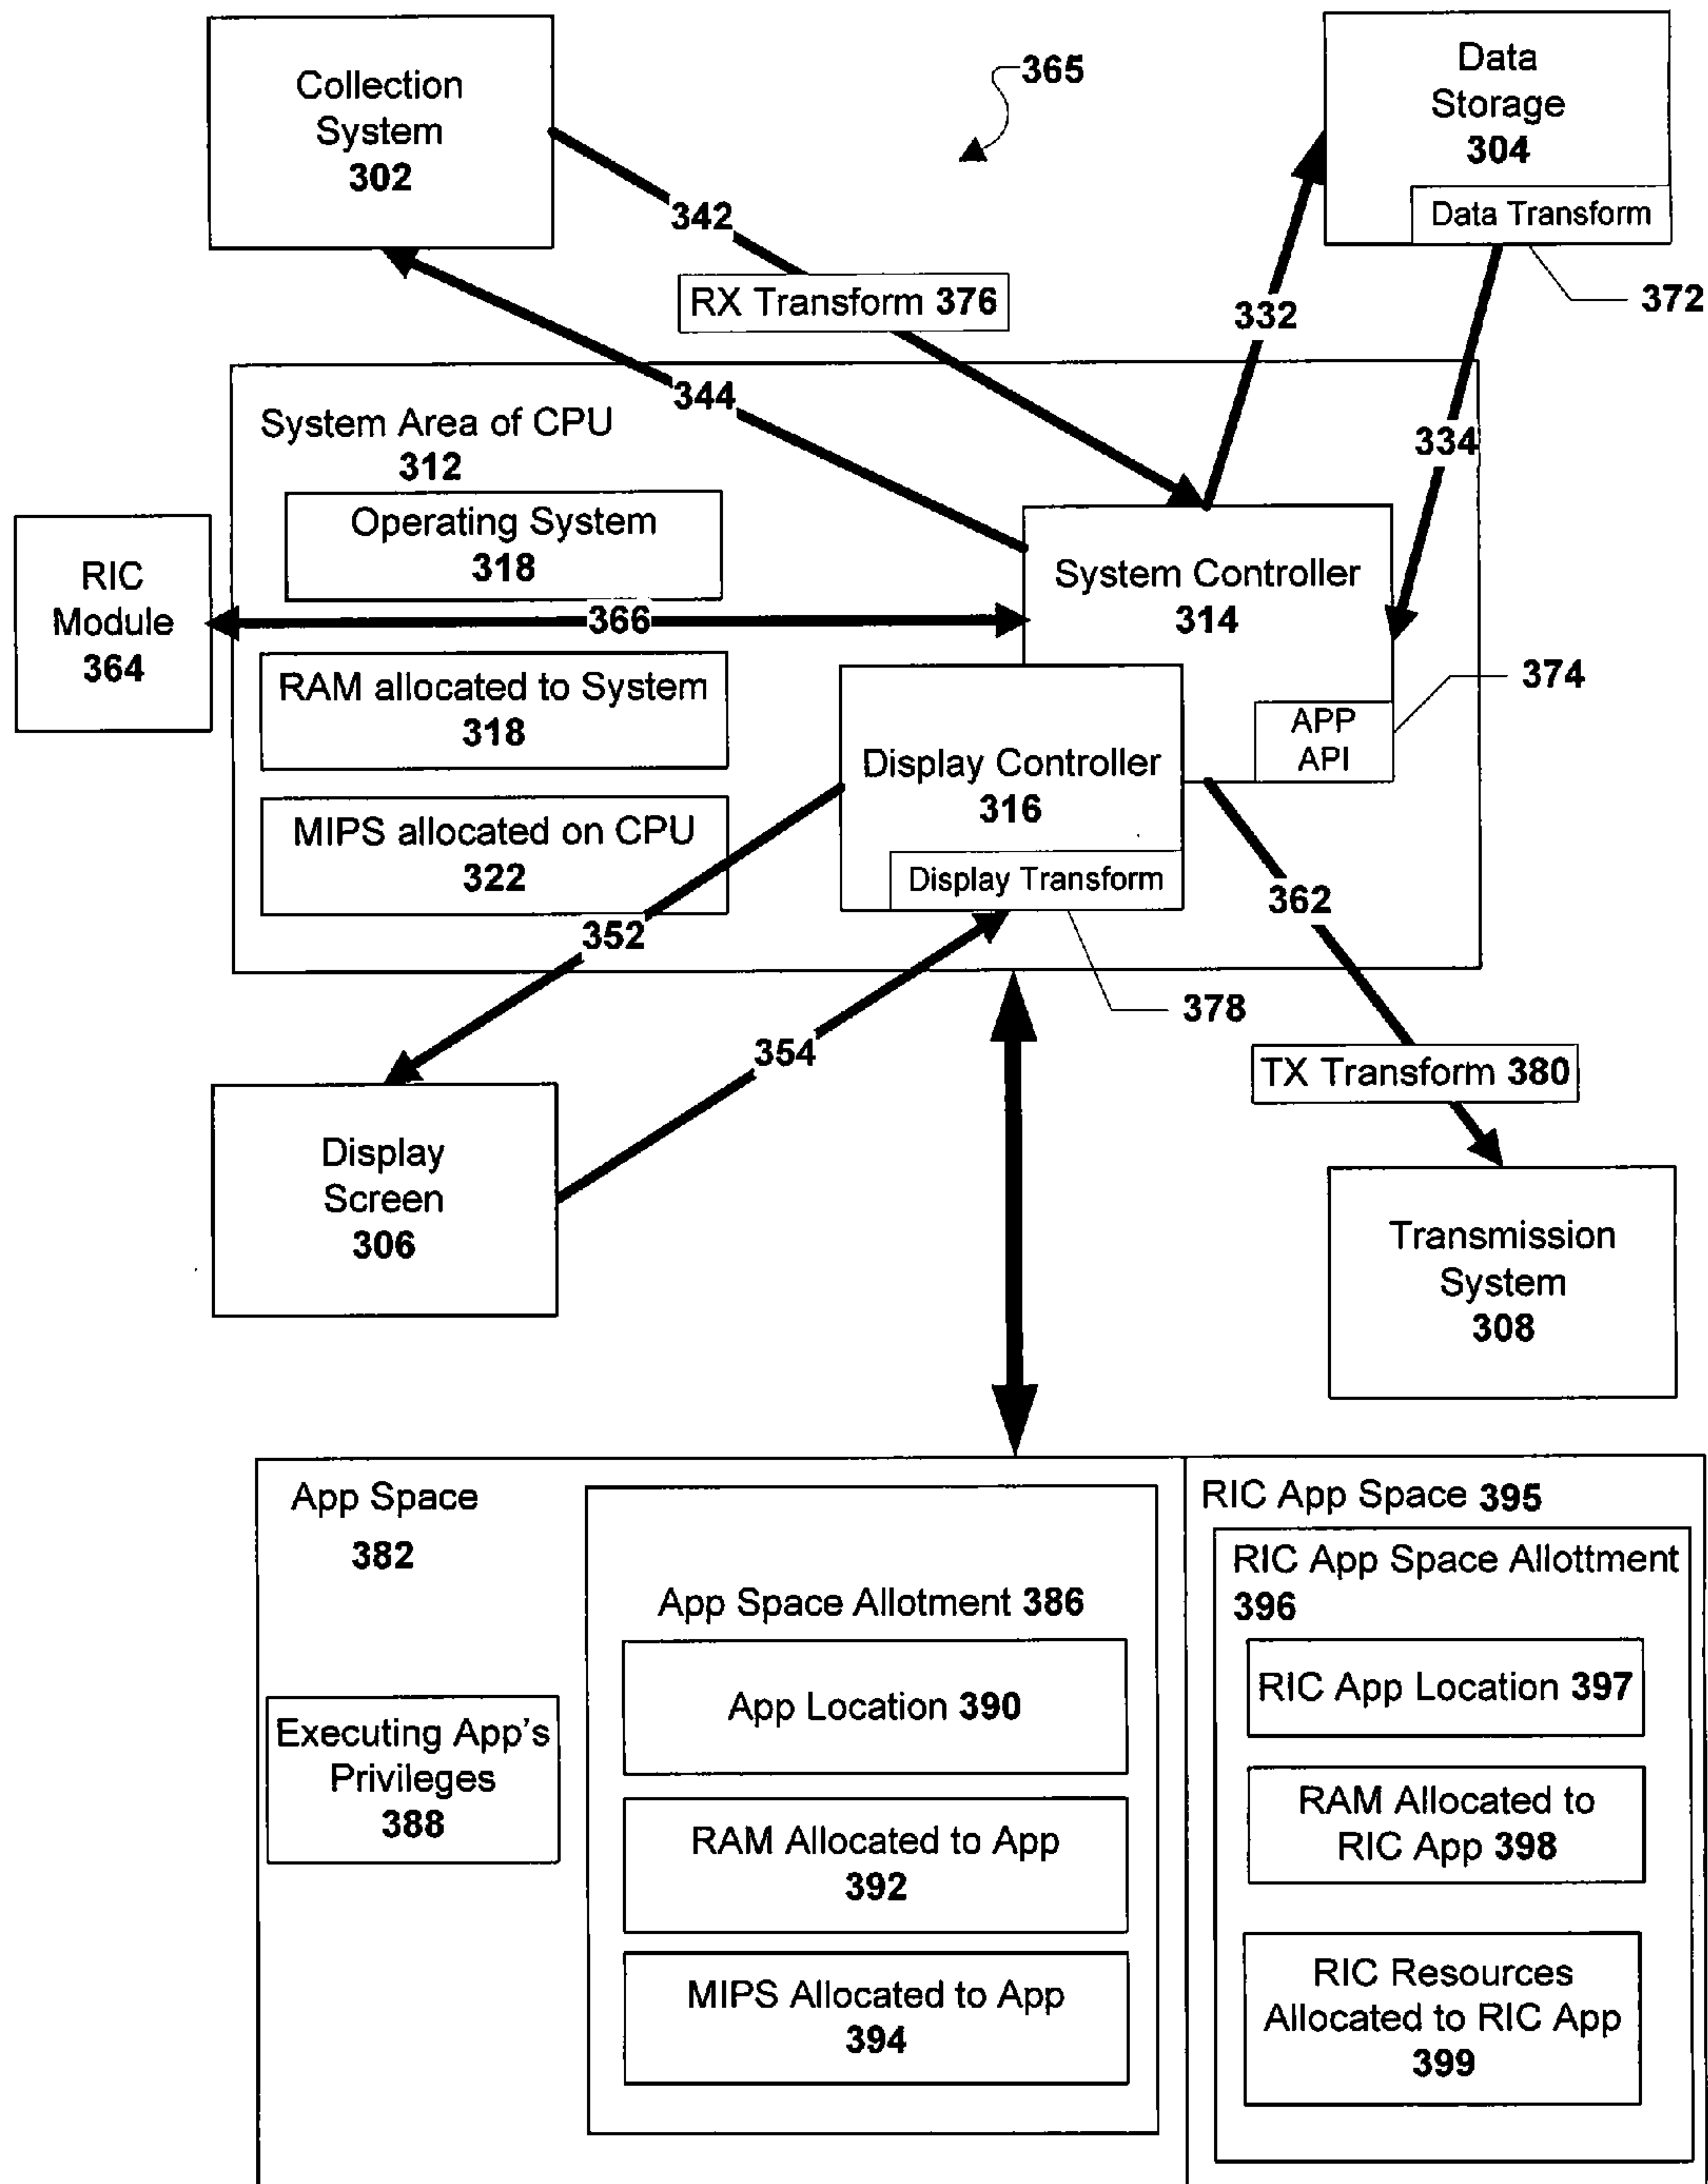 Collection
System
302
365
Data
Storage
304
Data Transform
372
342
RX Transform 376
332
334
344
System Area of CPU
312
Operating System
318
RIC
Module
364
366
System Controller
314
374
APP
API
RAM allocated to System
318
Display Controller
316
MIPS allocated on CPU
322
Display Transform
362
352
378
354
TX Transform 380
Display
Screen
306
Transmission
System
308
App Space
382
App Space Allotment 386
App Location 390
Executing App's
Privileges
388
RAM Allocated to App
392
MIPS Allocated to App
394
RIC App Space 395
RIC App Space Allottment
396
RIC App Location 397
RAM Allocated to
RIC App 398
RIC Resources
Allocated to RIC App
399